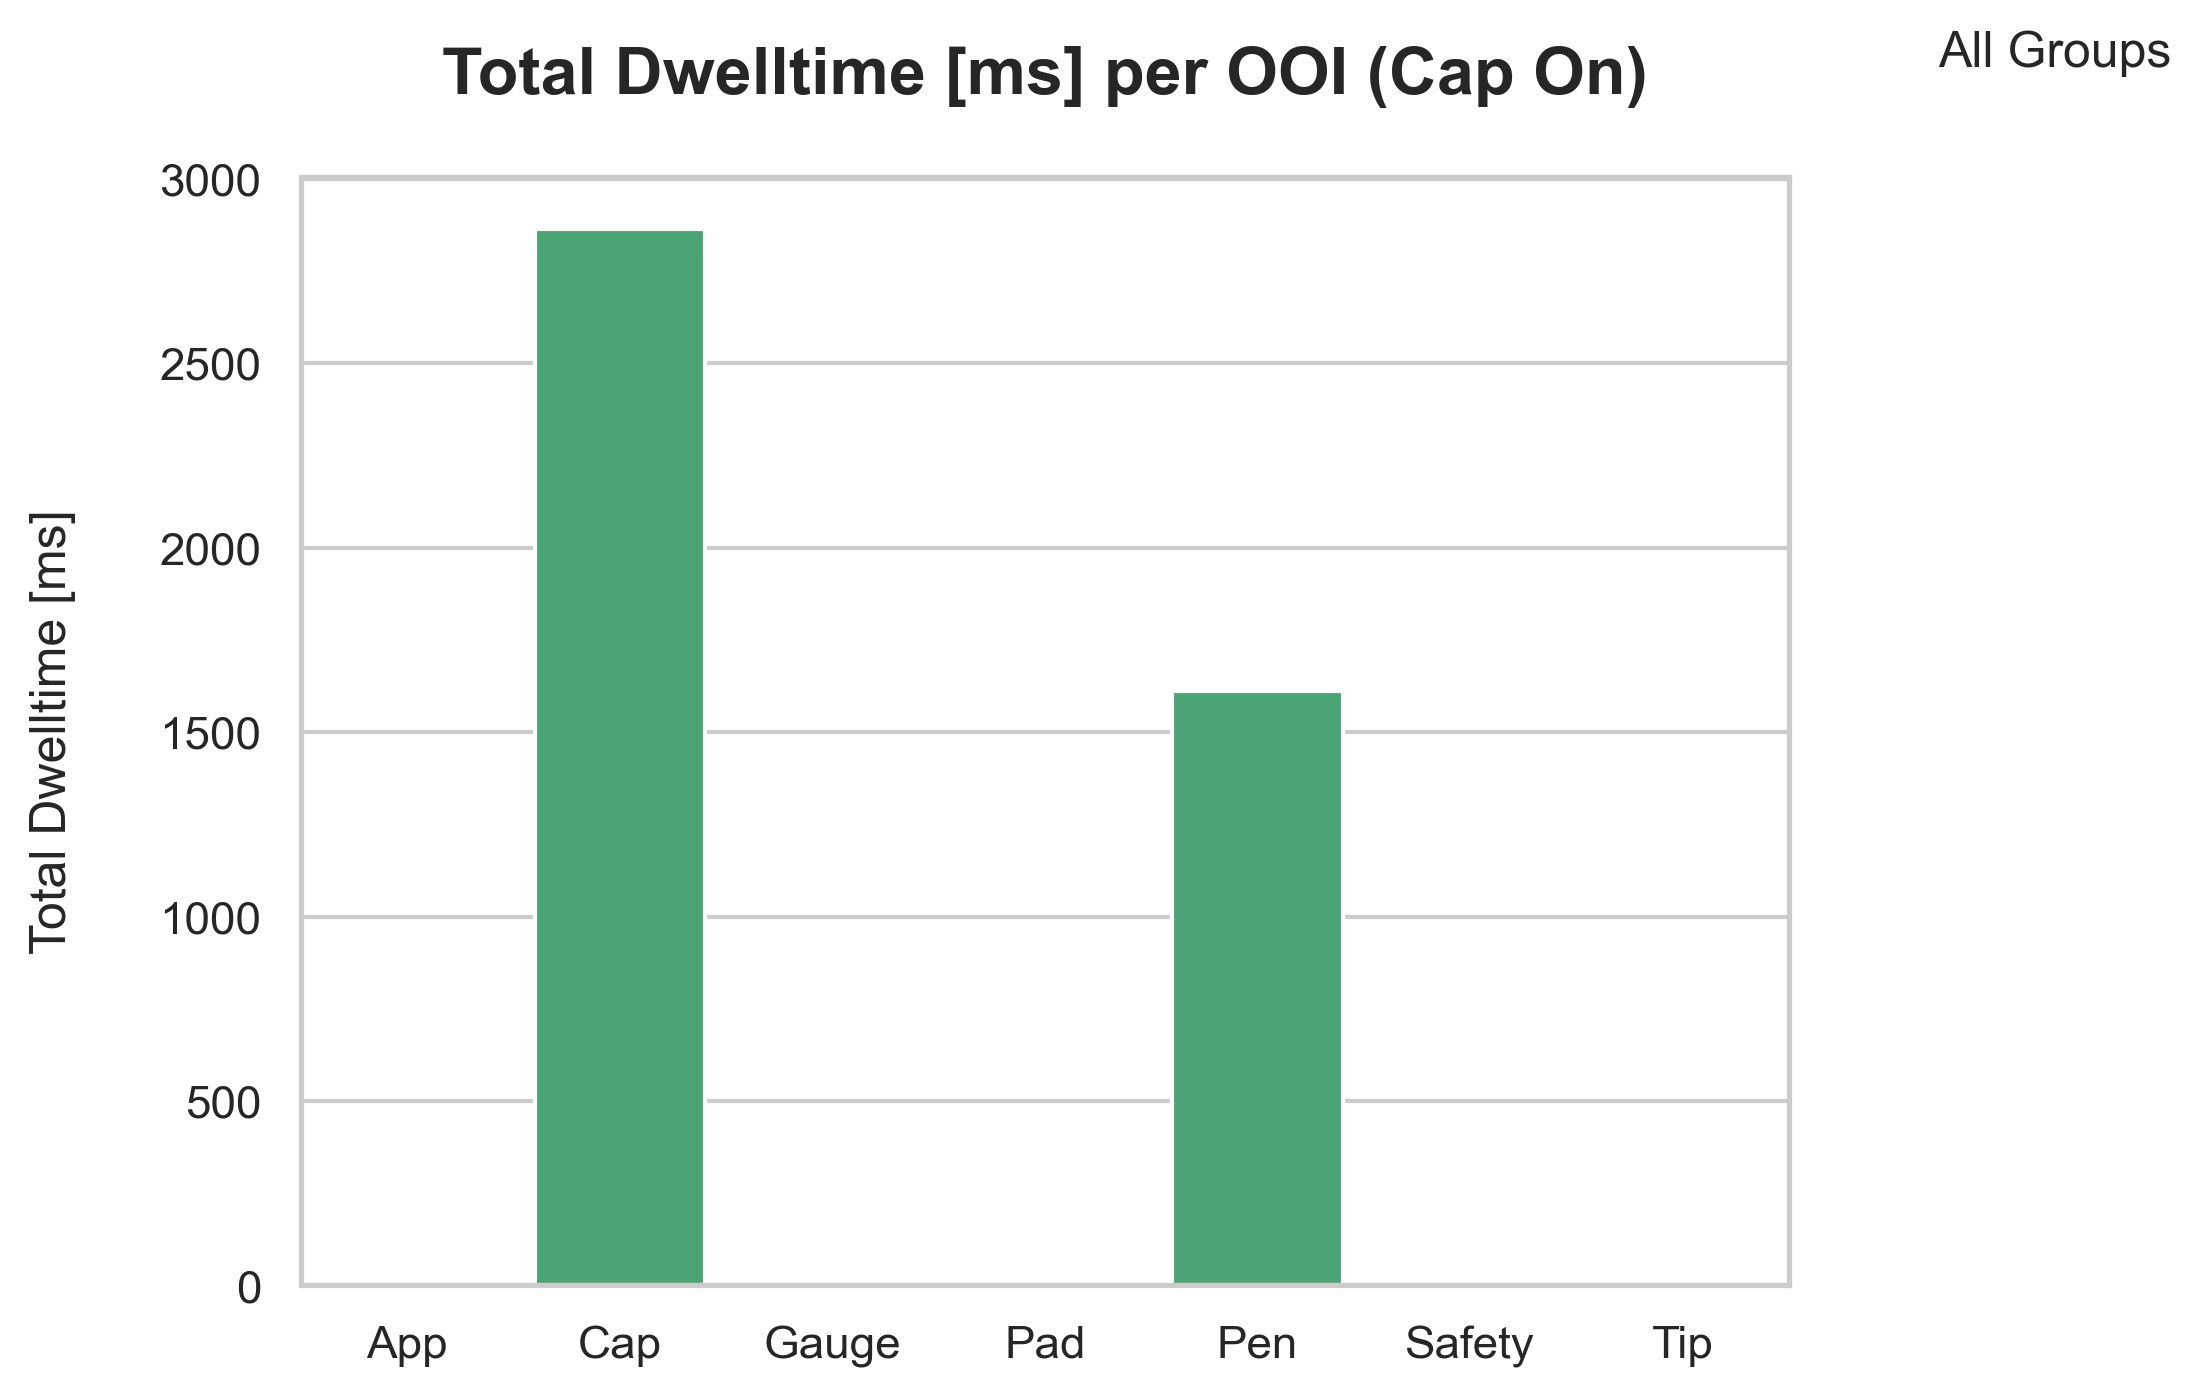 All Groups
Total Dwelltime [ms] per OOI (Cap On)
Total Dwelltime [ms]
3000
2500
2000
1500
1000
500
0
App Cap Gauge Pad Pen Safety Tip